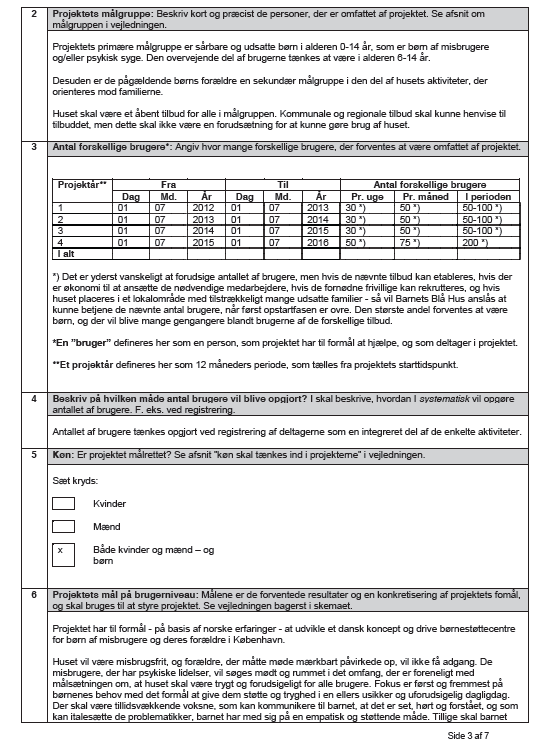 2 Projektets målgruppe: Beskriv kort og præcist de personer, der er omfattet af projektet. Se afsnit om
målgruppen i vejledningen.
Projektets primære målgruppe er sårbare og udsatte børn i alderen 0-14 år, som er børn af misbrugere
og/eller psykisk syge. Den overvejende del af brugerne tænkes at være i alderen 6-14 år.
Desuden er de pågældende børns forældre en sekundær målgruppe i den del af husets aktiviteter, der
orienteres mod familierne.
Huset skal være et åbent tilbud for alle i målgruppen. Kommunale og regionale tilbud skal kunne henvise til
tilbuddet, men dette skal ikke være en forudsætning for at kunne gøre brug af huset.
3 Antal forskellige brugere*: Angiv hvor mange forskellige brugere, der forventes at være omfattet af projektet.
Projektår** Fra Til Antal forskellige brugere
Dag Md. År Dag Md. År Pr. uge Pr. måned I perioden
1 01 07 2012 01 07 2013 30 *) 50 *) 50-100 *)
2 01 07 2013 01 07 2014 30 *) 50 *) 50-100 *)
3 01 07 2014 01 07 2015 30 *) 50 *) 50-100 *)
4 01 07 2015 01 07 2016 50 *) 75 *) 200 *)
I alt
*) Det er yderst vanskeligt at forudsige antallet af brugere, men hvis de nævnte tilbud kan etableres, hvis der
er økonomi til at ansætte de nødvendige medarbejdere, hvis de fornødne frivillige kan rekrutteres, og hvis
huset placeres i et lokalområde med tilstrækkeligt mange udsatte familier - så vil Barnets Blå Hus anslås at
kunne betjene de nævnte antal brugere, når først opstartfasen er ovre. Den største andel forventes at være
børn, og der vil blive mange gengangere blandt brugerne af de forskellige tilbud.
*En ”bruger” defineres her som en person, som projektet har til formål at hjælpe, og som deltager i projektet.
**Et projektår defineres her som 12 måneders periode, som tælles fra projektets starttidspunkt.
4 Beskriv på hvilken måde antal brugere vil blive opgjort? I skal beskrive, hvordan I systematisk vil opgøre
antallet af brugere. F. eks. ved registrering.
Antallet af brugere tænkes opgjort ved registrering af deltagerne som en integreret del af de enkelte aktiviteter.
5 Køn: Er projektet målrettet? Se afsnit ”køn skal tænkes ind i projekterne” i vejledningen.
Sæt kryds:
Kvinder
Mænd
x Både kvinder og mænd – og
børn
6 Projektets mål på brugerniveau: Målene er de forventede resultater og en konkretisering af projektets fomål,
og skal bruges til at styre projektet. Se vejledningen bagerst i skemaet.
Projektet har til formål - på basis af norske erfaringer - at udvikle et dansk koncept og drive børnestøttecentre
for børn af misbrugere og deres forældre i København.
Huset vil være misbrugsfrit, og forældre, der måtte møde mærkbart påvirkede op, vil ikke få adgang. De
misbrugere, der har psykiske lidelser, vil søges mødt og rummet i det omfang, der er foreneligt med
målsætningen om, at huset skal være trygt og forudsigeligt for alle brugere. Fokus er først og fremmest på
børnenes behov med det formål at give dem støtte og tryghed i en ellers usikker og uforudsigelig dagligdag.
Der skal være tillidsvækkende voksne, som kan kommunikere til barnet, at det er set, hørt og forstået, og som
kan italesætte de problematikker, barnet har med sig på en empatisk og støttende måde. Tillige skal barnet
Side 3 af 7